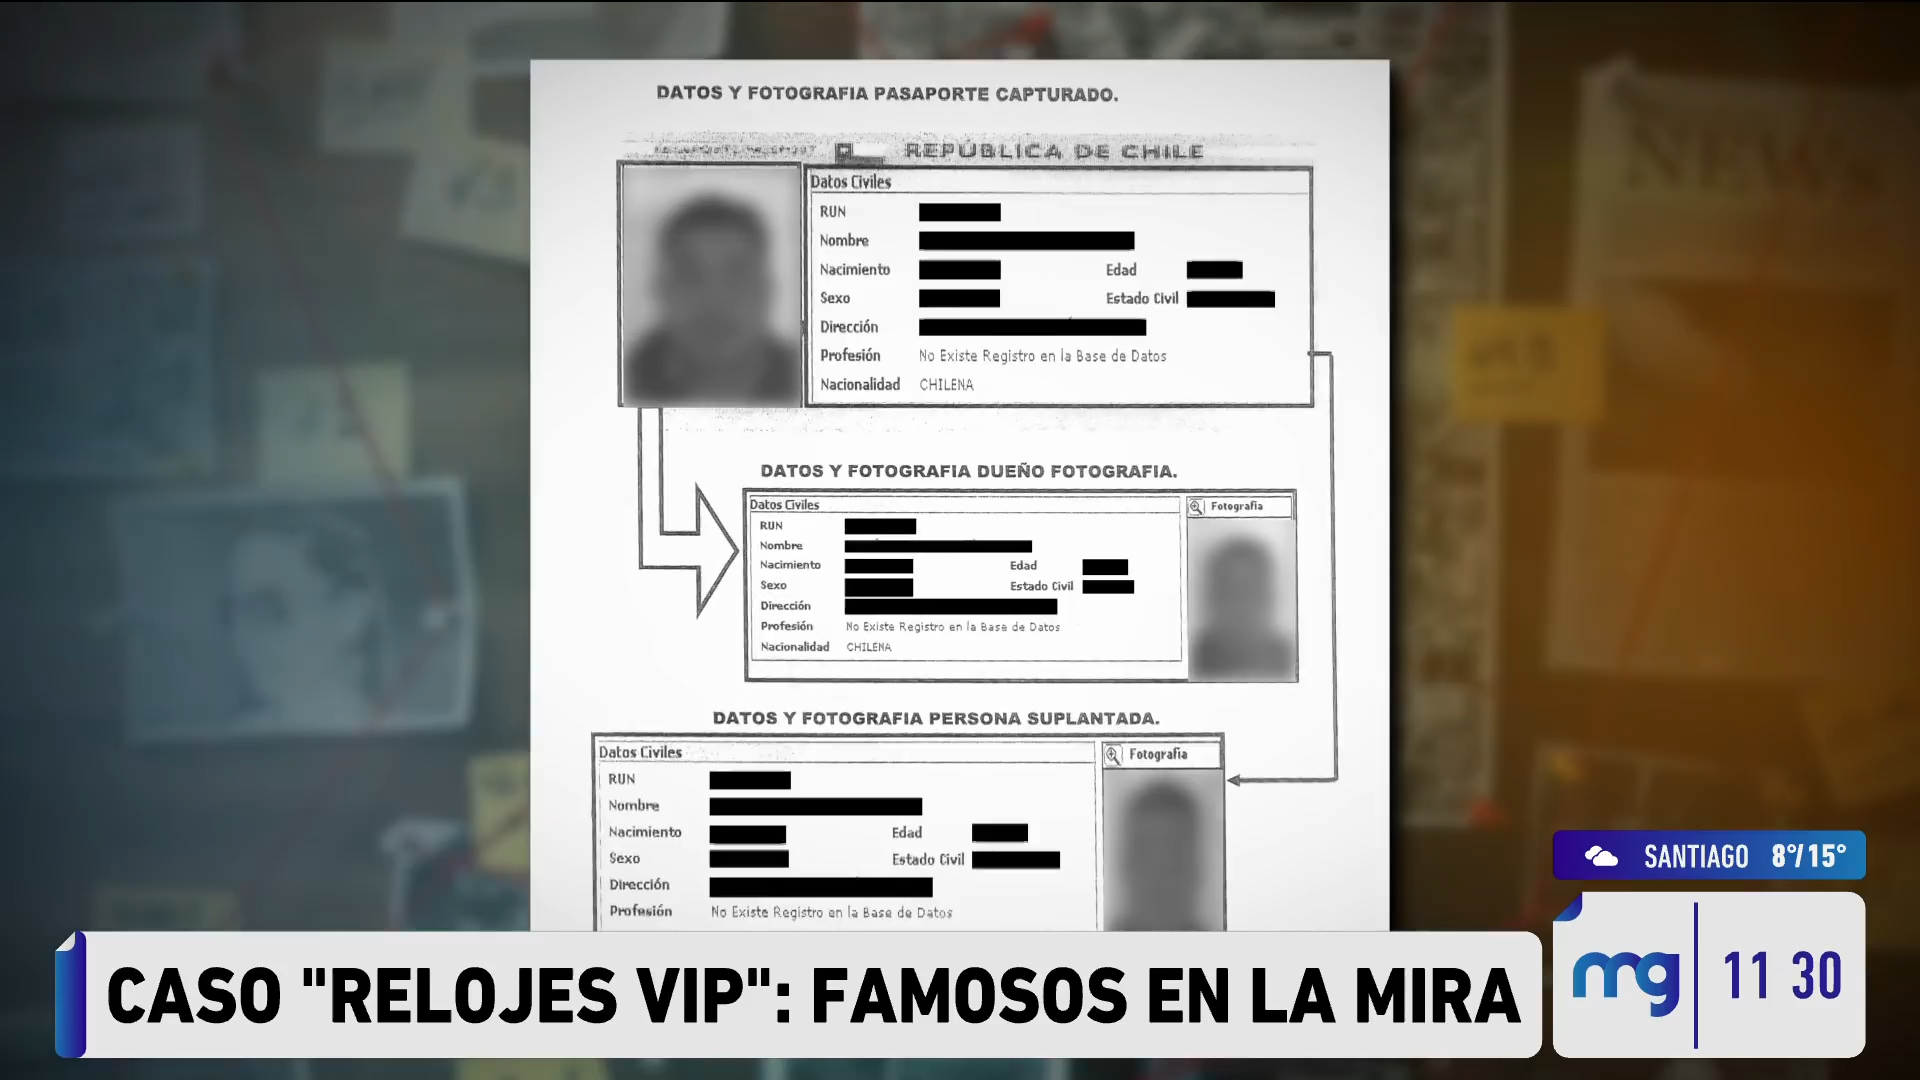 DATOS Y FOTOGRAFIA PASAPORTE CAPTURADO.
REPÚBLICA DE CHILE
Datos Civiles
RUN
Nombre
Nacimiento Edad
Sexo Estado Civil
Dirección
Profesión No Existe Registro en la Base de Datos
Nacionalidad CHILENA
DATOS Y FOTOGRAFIA DUEÑO FOTOGRAFIA.
Datos Civiles Fotografía
RUN
Nombre
Nacimiento Edad
Sexo Estado Civil
Dirección
Profesión No Existe Registro en la Base de Datos
Nacionalidad CHILENA
DATOS Y FOTOGRAFIA PERSONA SUPLANTADA.
Datos Civiles Fotografía
RUN
Nombre
Nacimiento Edad
Sexo Estado Civil
Dirección
Profesión No Existe Registro en la Base de Datos
NEWS
SANTIAGO 8°/15°
CASO "RELOJES VIP": FAMOSOS EN LA MIRA
mg 11 30